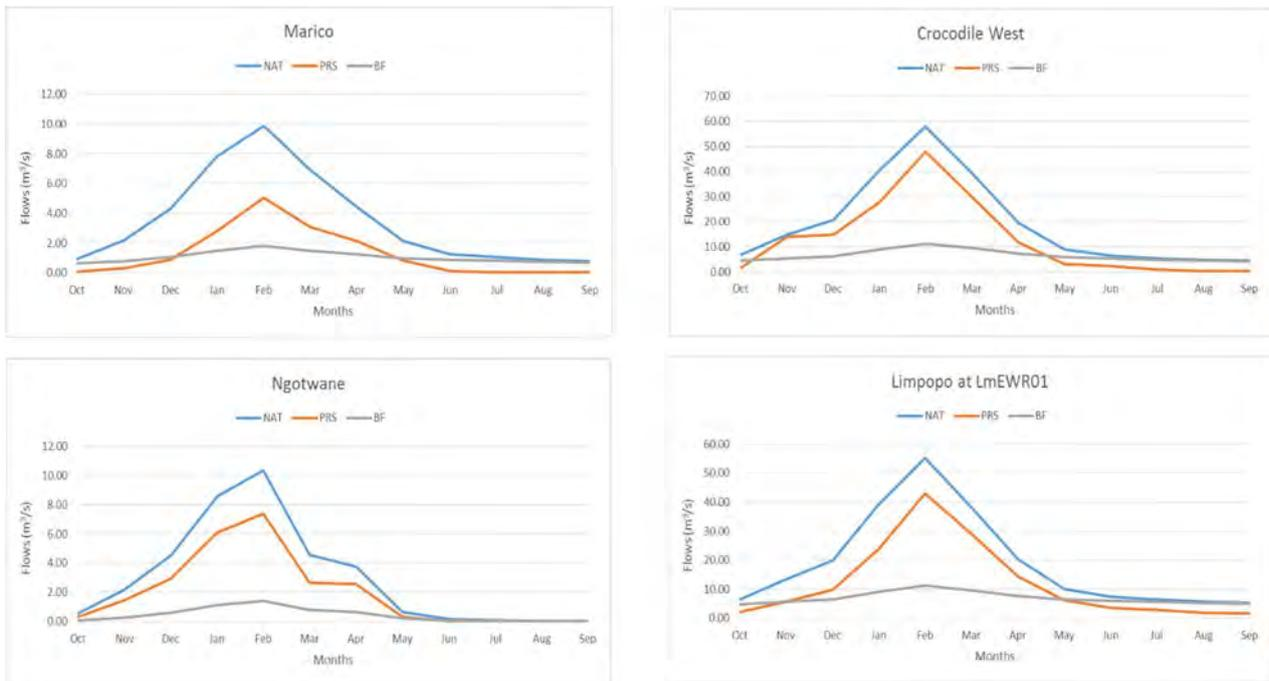 Marico
NAT PRS BF
Flows (m³/s)
12.00
10.00
8.00
6.00
4.00
2.00
0.00
Oct Nov Dec Jan Feb Mar Apr May Jun Jul Aug Sep
Months
Crocodile West
NAT PRS BF
Flows (m³/s)
70.00
60.00
50.00
40.00
30.00
20.00
10.00
0.00
Oct Nov Dec Jan Feb Mar Apr May Jun Jul Aug Sep
Months
Ngotwane
NAT PRS BF
Flows (m³/s)
12.00
10.00
8.00
6.00
4.00
2.00
0.00
Oct Nov Dec Jan Feb Mar Apr May Jun Jul Aug Sep
Months
Limpopo at LmEWR01
NAT PRS BF
Flows (m³/s)
60.00
50.00
40.00
30.00
20.00
10.00
0.00
Oct Nov Dec Jan Feb Mar Apr May Jun Jul Aug Sep
Months